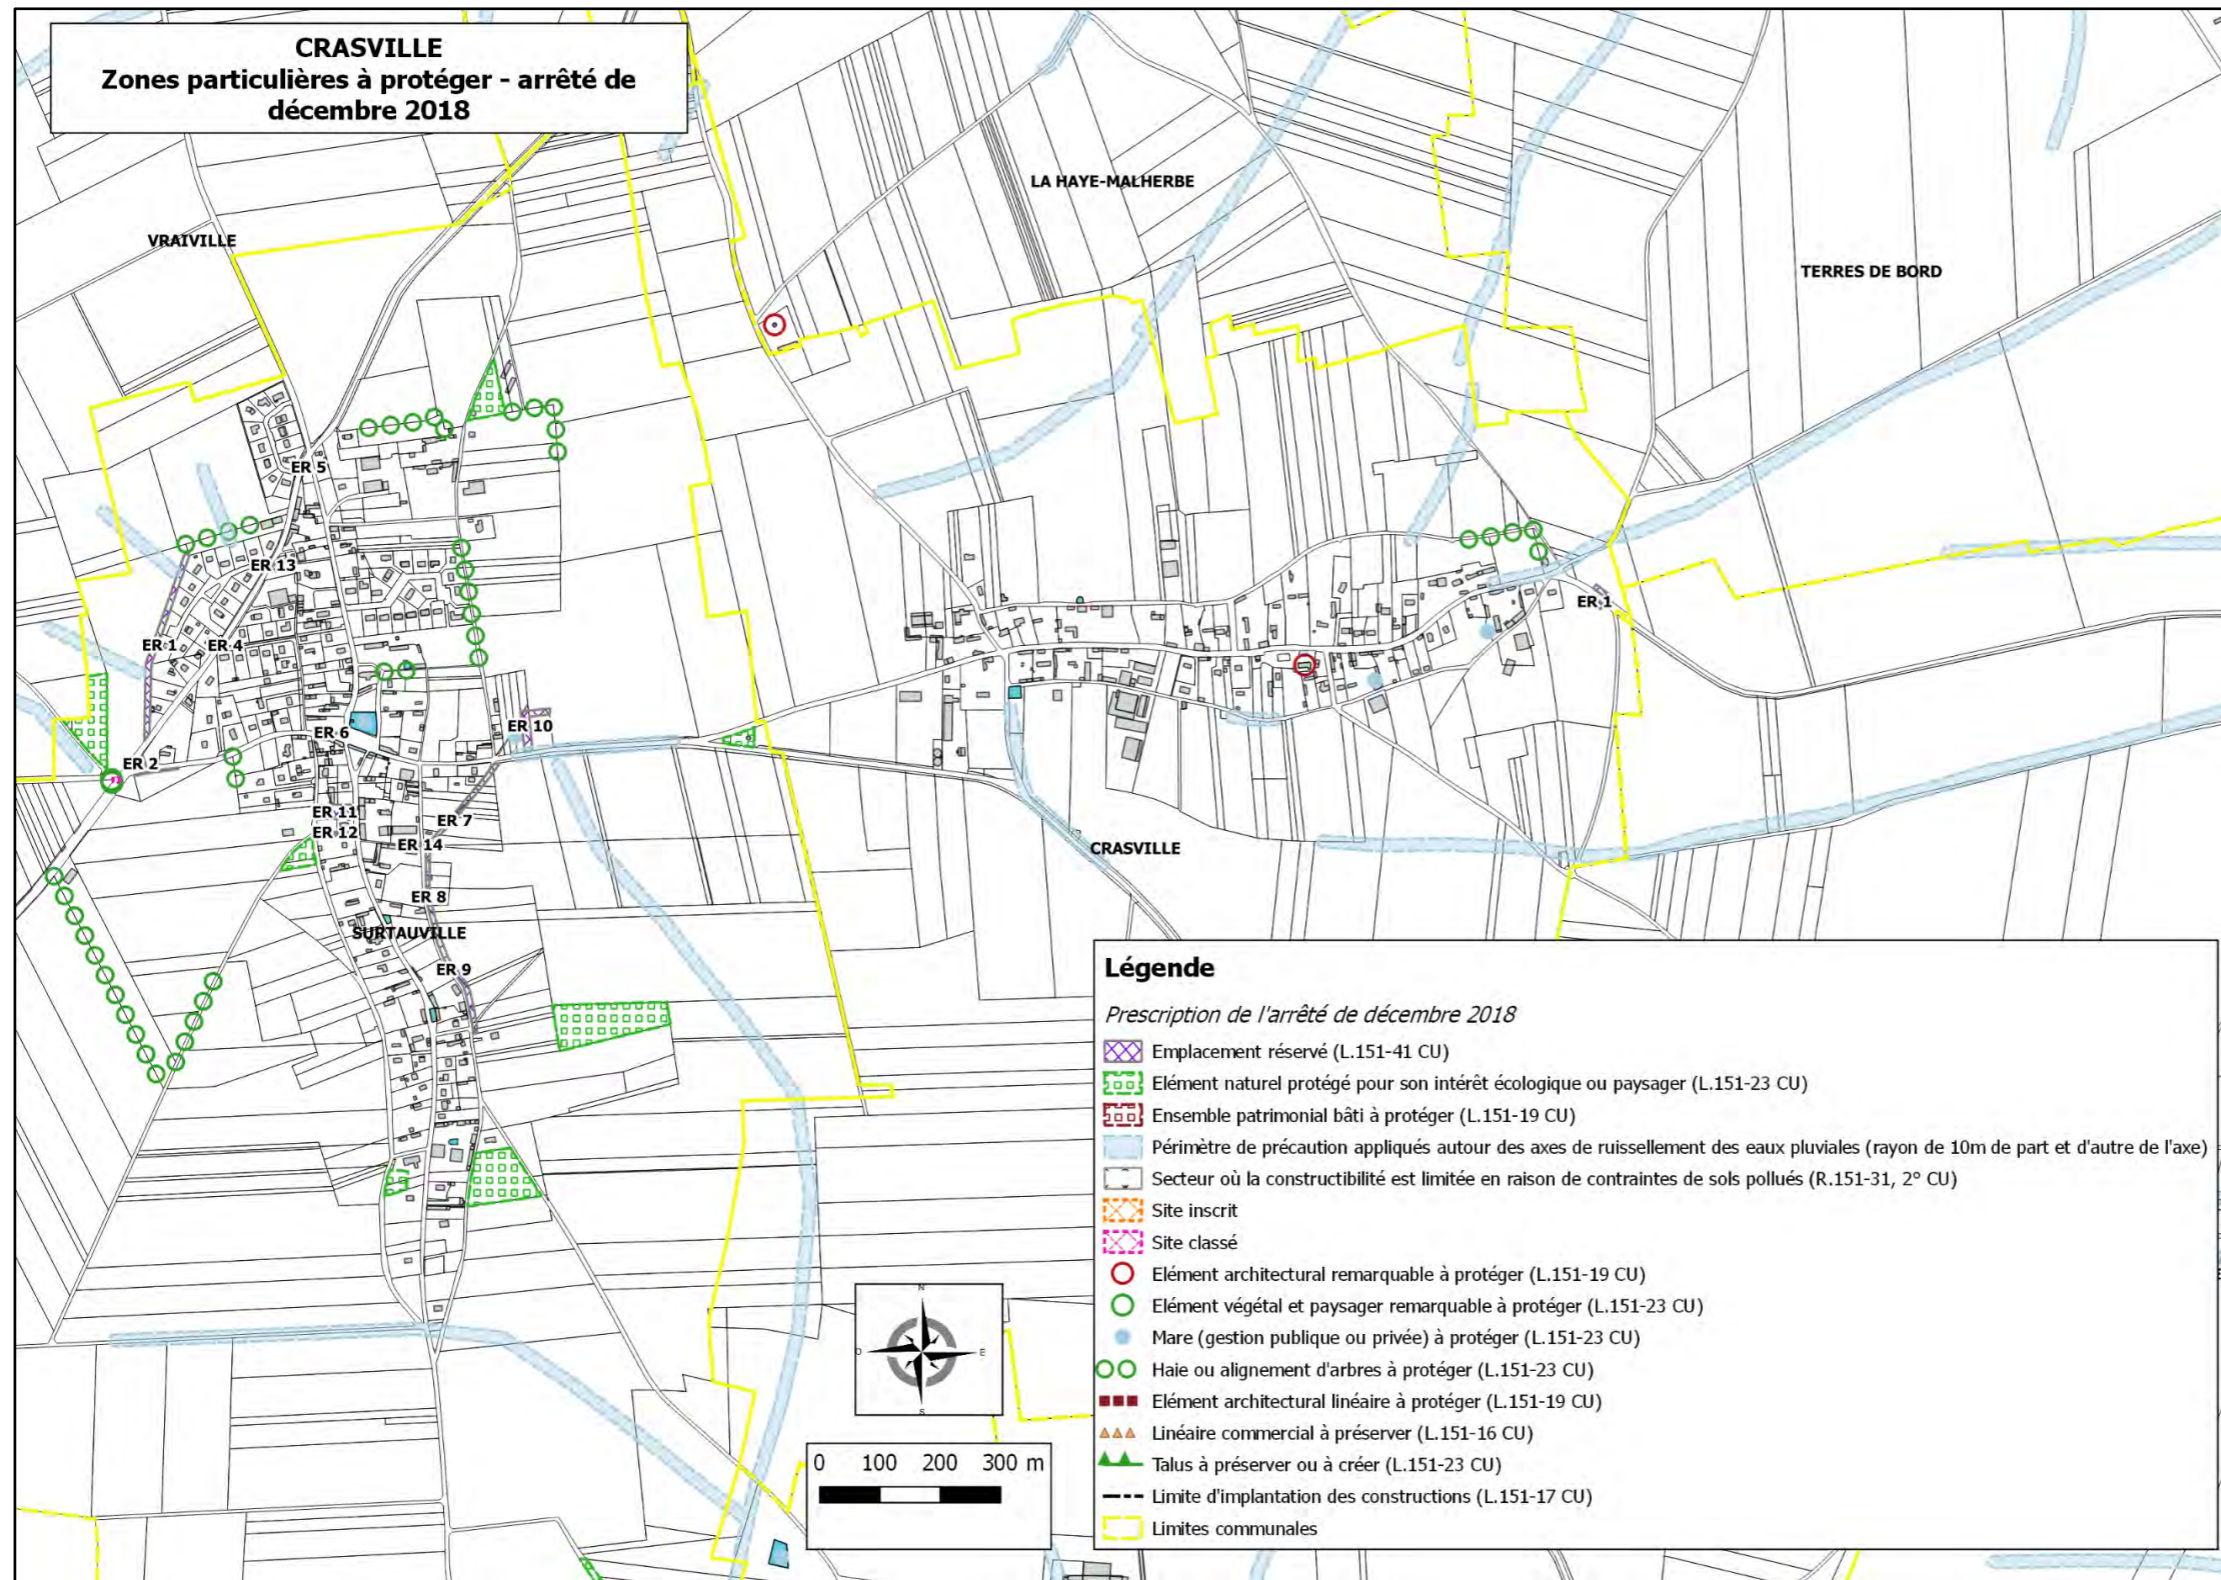 CRASVILLE
Zones particulières à protéger - arrêté de
décembre 2018
LA HAYE-MALHERBE
VRAIVILLE
TERRES DE BORD
ER 5
ER 13
ER 1
ER 1
ER 4
ER 10
ER 6
ER 2
ER 11
ER 7
ER 12
ER 14
CRASVILLE
ER 8
SURTAUVILLE
ER 9
Légende
Prescription de l'arrêté de décembre 2018
Emplacement réservé (L.151-41 CU)
Elément naturel protégé pour son intérêt écologique ou paysager (L.151-23 CU)
Ensemble patrimonial bâti à protéger (L.151-19 CU)
Périmètre de précaution appliqués autour des axes de ruissellement des eaux pluviales (rayon de 10m de part et d'autre de l'axe)
Secteur où la constructibilité est limitée en raison de contraintes de sols pollués (R.151-31, 2° CU)
Site inscrit
Site classé
Elément architectural remarquable à protéger (L.151-19 CU)
Elément végétal et paysager remarquable à protéger (L.151-23 CU)
Mare (gestion publique ou privée) à protéger (L.151-23 CU)
Haie ou alignement d'arbres à protéger (L.151-23 CU)
Elément architectural linéaire à protéger (L.151-19 CU)
Linéaire commercial à préserver (L.151-16 CU)
Talus à préserver ou à créer (L.151-23 CU)
Limite d'implantation des constructions (L.151-17 CU)
Limites communales
N
O E
S
0 100 200 300 m